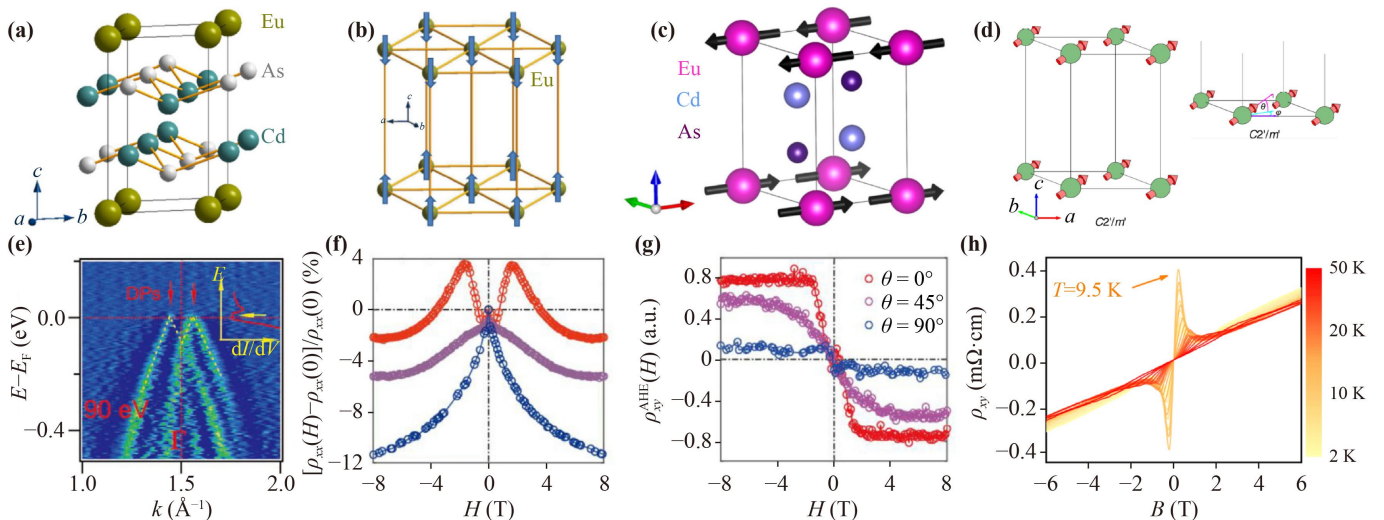 (a)
Eu
As
Cd
c
a
b
(b)
Eu
c
a
b
(c)
Eu
Cd
As
(d)
θ
φ
C2'/m'
c
b
a
C2'/m'
(e)
DPs
E
dI/dV
90 eV
Γ
0.0
−0.4
E−E_F (eV)
1.0
1.5
2.0
k (Å⁻¹)
(f)
4
0
−4
−8
−12
[ρxx(H)−ρxx(0)]/ρxx(0) (%)
−8
−4
0
4
8
H (T)
(g)
0.8
0.4
0
−0.4
−0.8
ρxy^AHE(H) (a.u.)
θ = 0°
θ = 45°
θ = 90°
−8
−4
0
4
8
H (T)
(h)
T=9.5 K
0.4
0.2
0.0
−0.2
−0.4
ρxy (mΩ·cm)
−6
−4
−2
0
2
4
6
B (T)
50 K
20 K
10 K
2 K